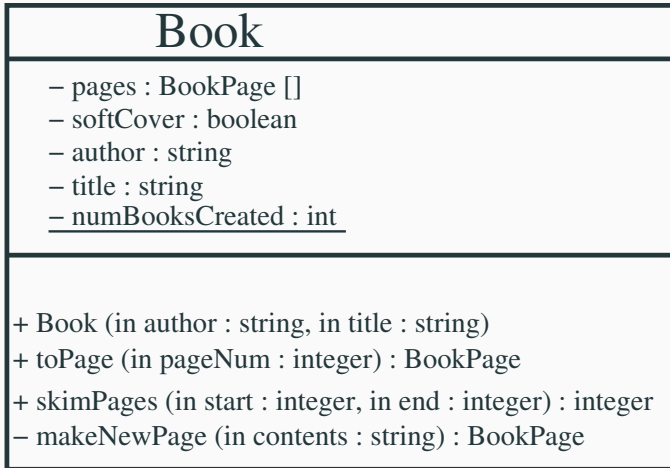 Book
− pages : BookPage []
− softCover : boolean
− author : string
− title : string
− numBooksCreated : int
+ Book (in author : string, in title : string)
+ toPage (in pageNum : integer) : BookPage
+ skimPages (in start : integer, in end : integer) : integer
− makeNewPage (in contents : string) : BookPage